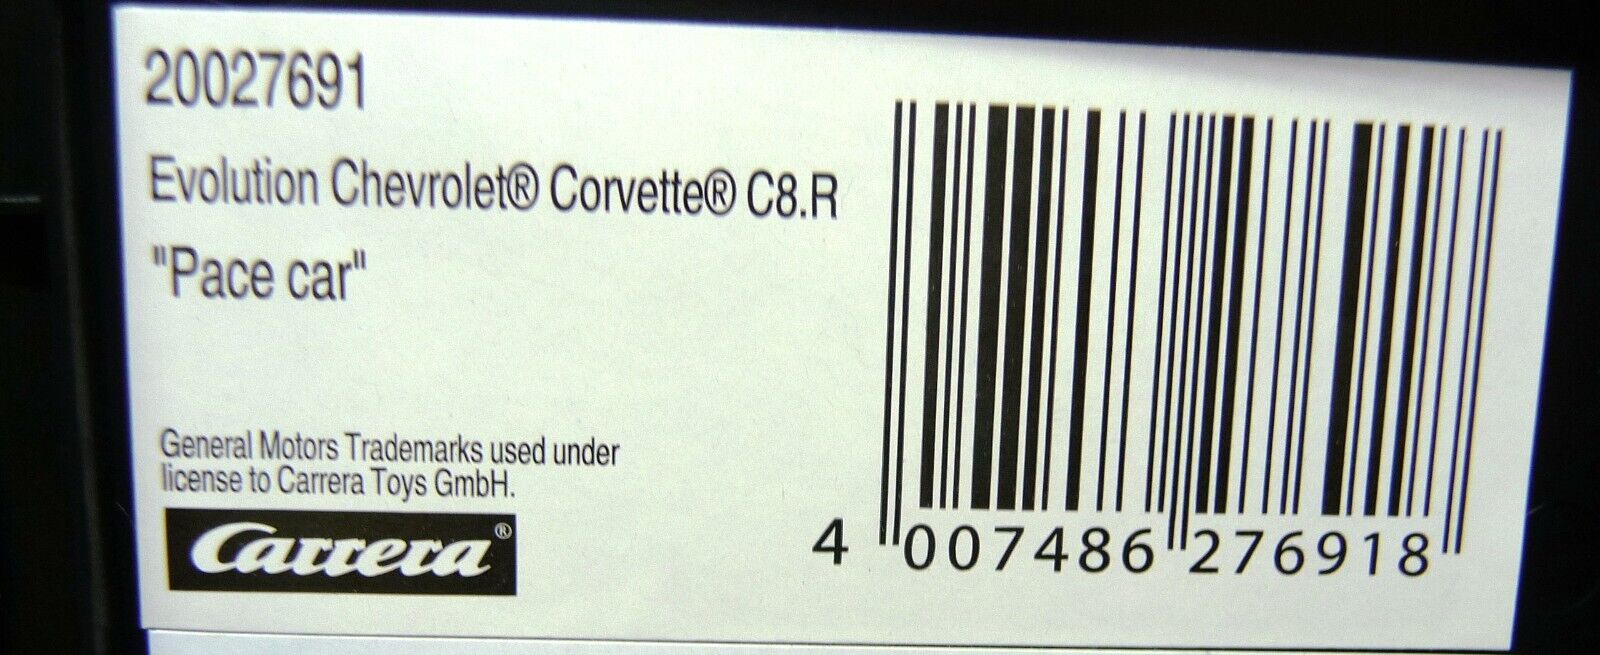 20027691
Evolution Chevrolet® Corvette® C8.R
"Pace car"
General Motors Trademarks used under
license to Carrera Toys GmbH.
Carrera®
4 007486 276918